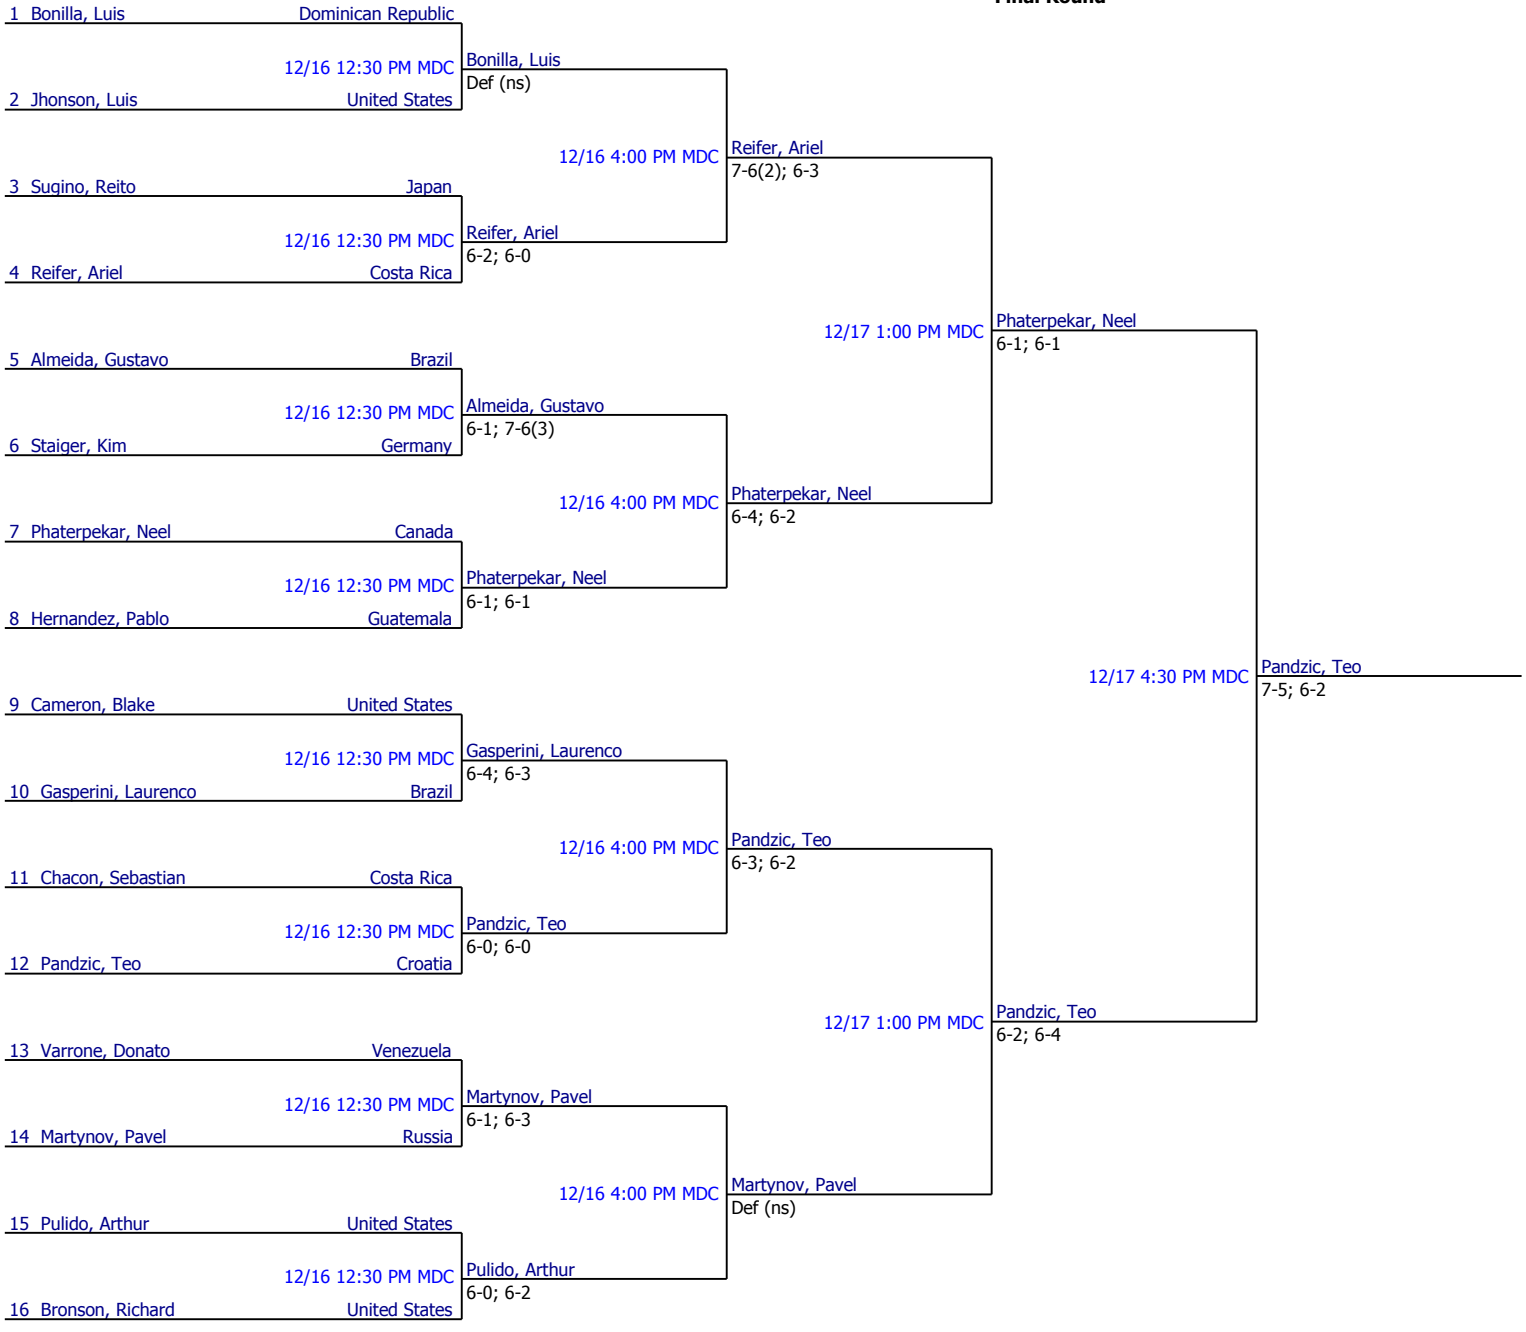 Final Round
1 Bonilla, Luis Dominican Republic
12/16 12:30 PM MDC Bonilla, Luis
Def (ns)
2 Jhonson, Luis United States
12/16 4:00 PM MDC Reifer, Ariel
7-6(2); 6-3
3 Sugino, Reito Japan
12/16 12:30 PM MDC Reifer, Ariel
6-2; 6-0
4 Reifer, Ariel Costa Rica
12/17 1:00 PM MDC Phaterpekar, Neel
6-1; 6-1
5 Almeida, Gustavo Brazil
12/16 12:30 PM MDC Almeida, Gustavo
6-1; 7-6(3)
6 Staiger, Kim Germany
12/16 4:00 PM MDC Phaterpekar, Neel
6-4; 6-2
7 Phaterpekar, Neel Canada
12/16 12:30 PM MDC Phaterpekar, Neel
6-1; 6-1
8 Hernandez, Pablo Guatemala
12/17 4:30 PM MDC Pandzic, Teo
7-5; 6-2
9 Cameron, Blake United States
12/16 12:30 PM MDC Gasperini, Laurenco
6-4; 6-3
10 Gasperini, Laurenco Brazil
12/16 4:00 PM MDC Pandzic, Teo
6-3; 6-2
11 Chacon, Sebastian Costa Rica
12/16 12:30 PM MDC Pandzic, Teo
6-0; 6-0
12 Pandzic, Teo Croatia
12/17 1:00 PM MDC Pandzic, Teo
6-2; 6-4
13 Varrone, Donato Venezuela
12/16 12:30 PM MDC Martynov, Pavel
6-1; 6-3
14 Martynov, Pavel Russia
12/16 4:00 PM MDC Martynov, Pavel
Def (ns)
15 Pulido, Arthur United States
12/16 12:30 PM MDC Pulido, Arthur
6-0; 6-2
16 Bronson, Richard United States